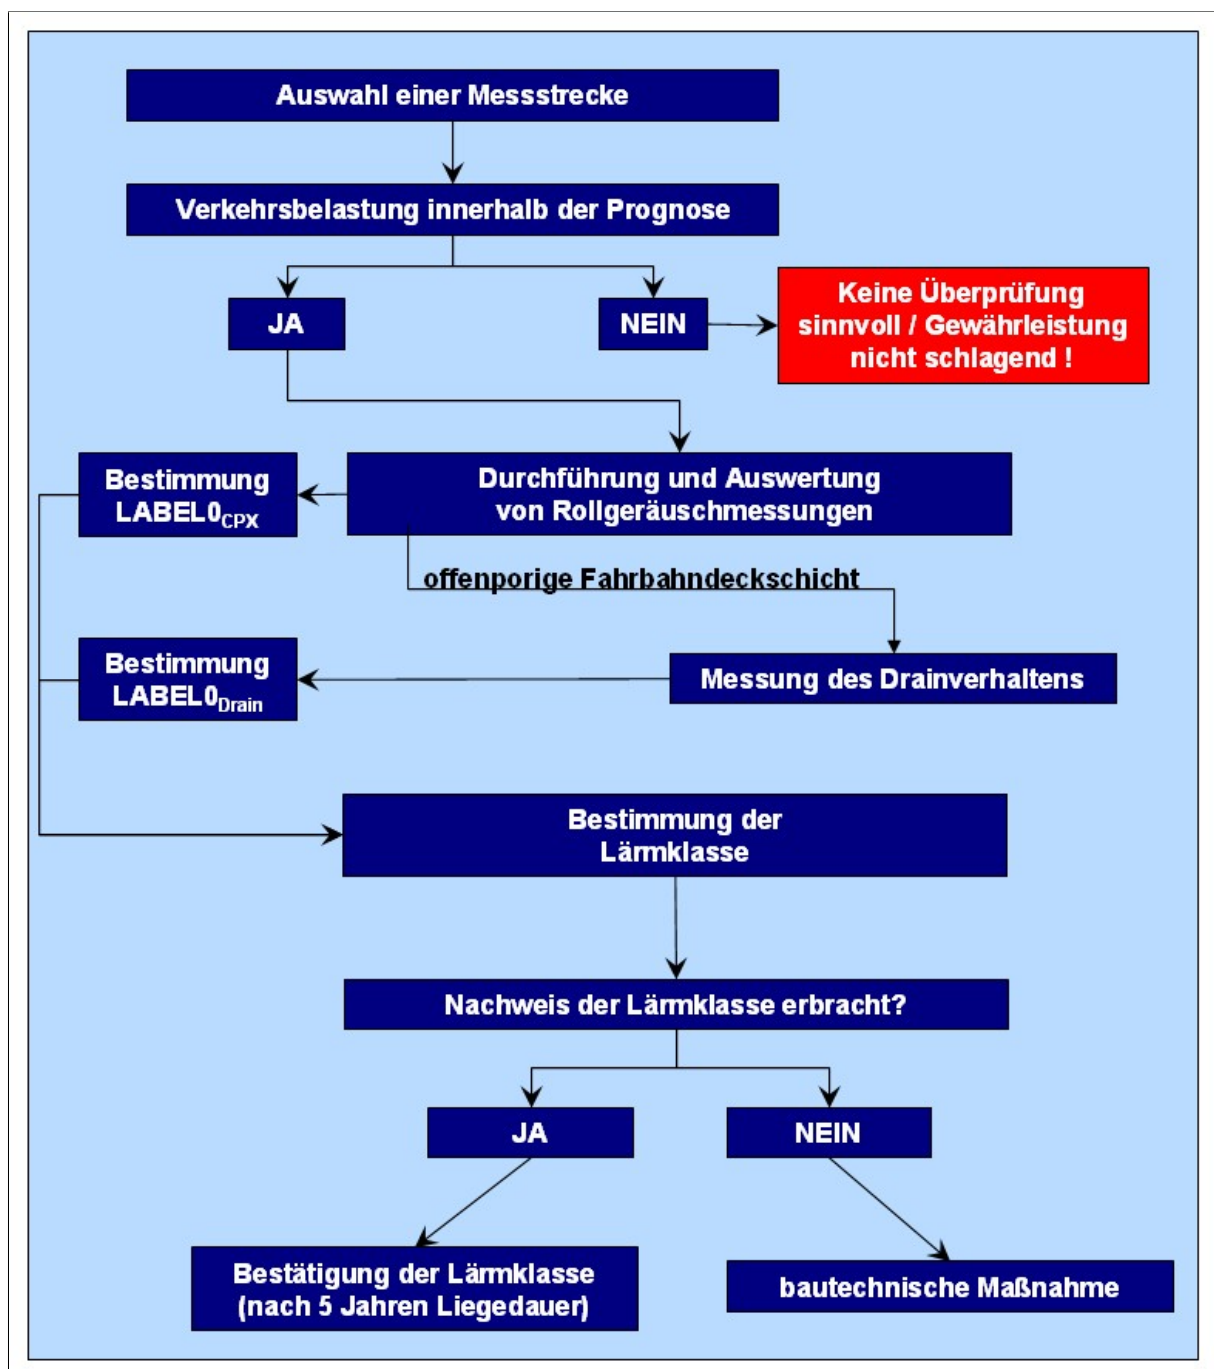 Auswahl einer Messstrecke
Verkehrsbelastung innerhalb der Prognose
JA
NEIN
Keine Überprüfung
sinnvoll / Gewährleistung
nicht schlagend !
Bestimmung
LABEL0CPX
Durchführung und Auswertung
von Rollgeräuschmessungen
offenporige Fahrbahndeckschicht
Bestimmung
LABEL0Drain
Messung des Drainverhaltens
Bestimmung der
Lärmklasse
Nachweis der Lärmklasse erbracht?
JA
NEIN
Bestätigung der Lärmklasse
(nach 5 Jahren Liegedauer)
bautechnische Maßnahme